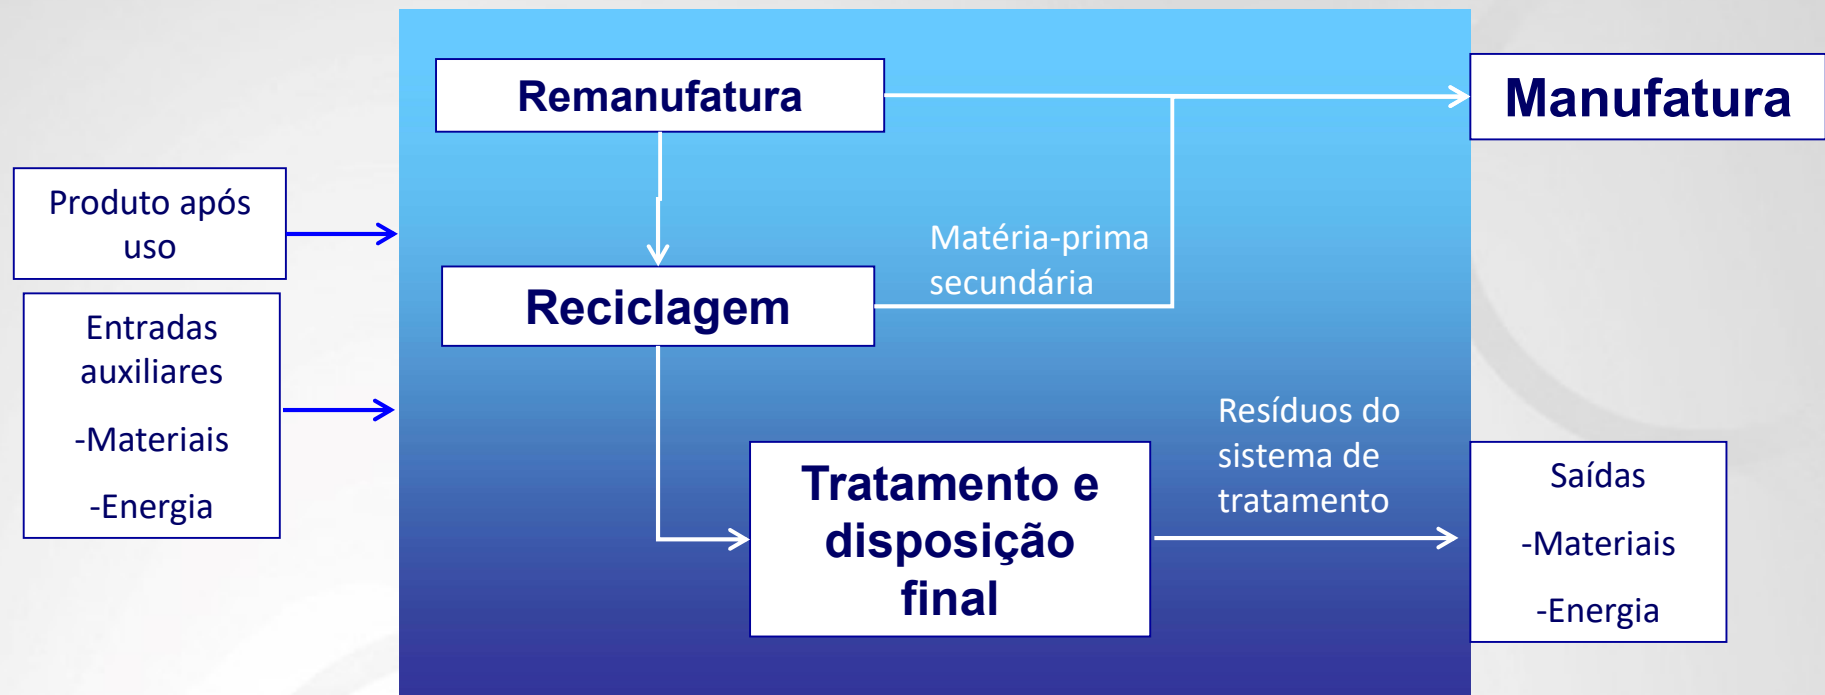 Remanufatura
Manufatura
Produto após
uso
Matéria-prima
secundária
Reciclagem
Entradas
auxiliares
-Materiais
-Energia
Resíduos do
sistema de
tratamento
Tratamento e
disposição
final
Saídas
-Materiais
-Energia